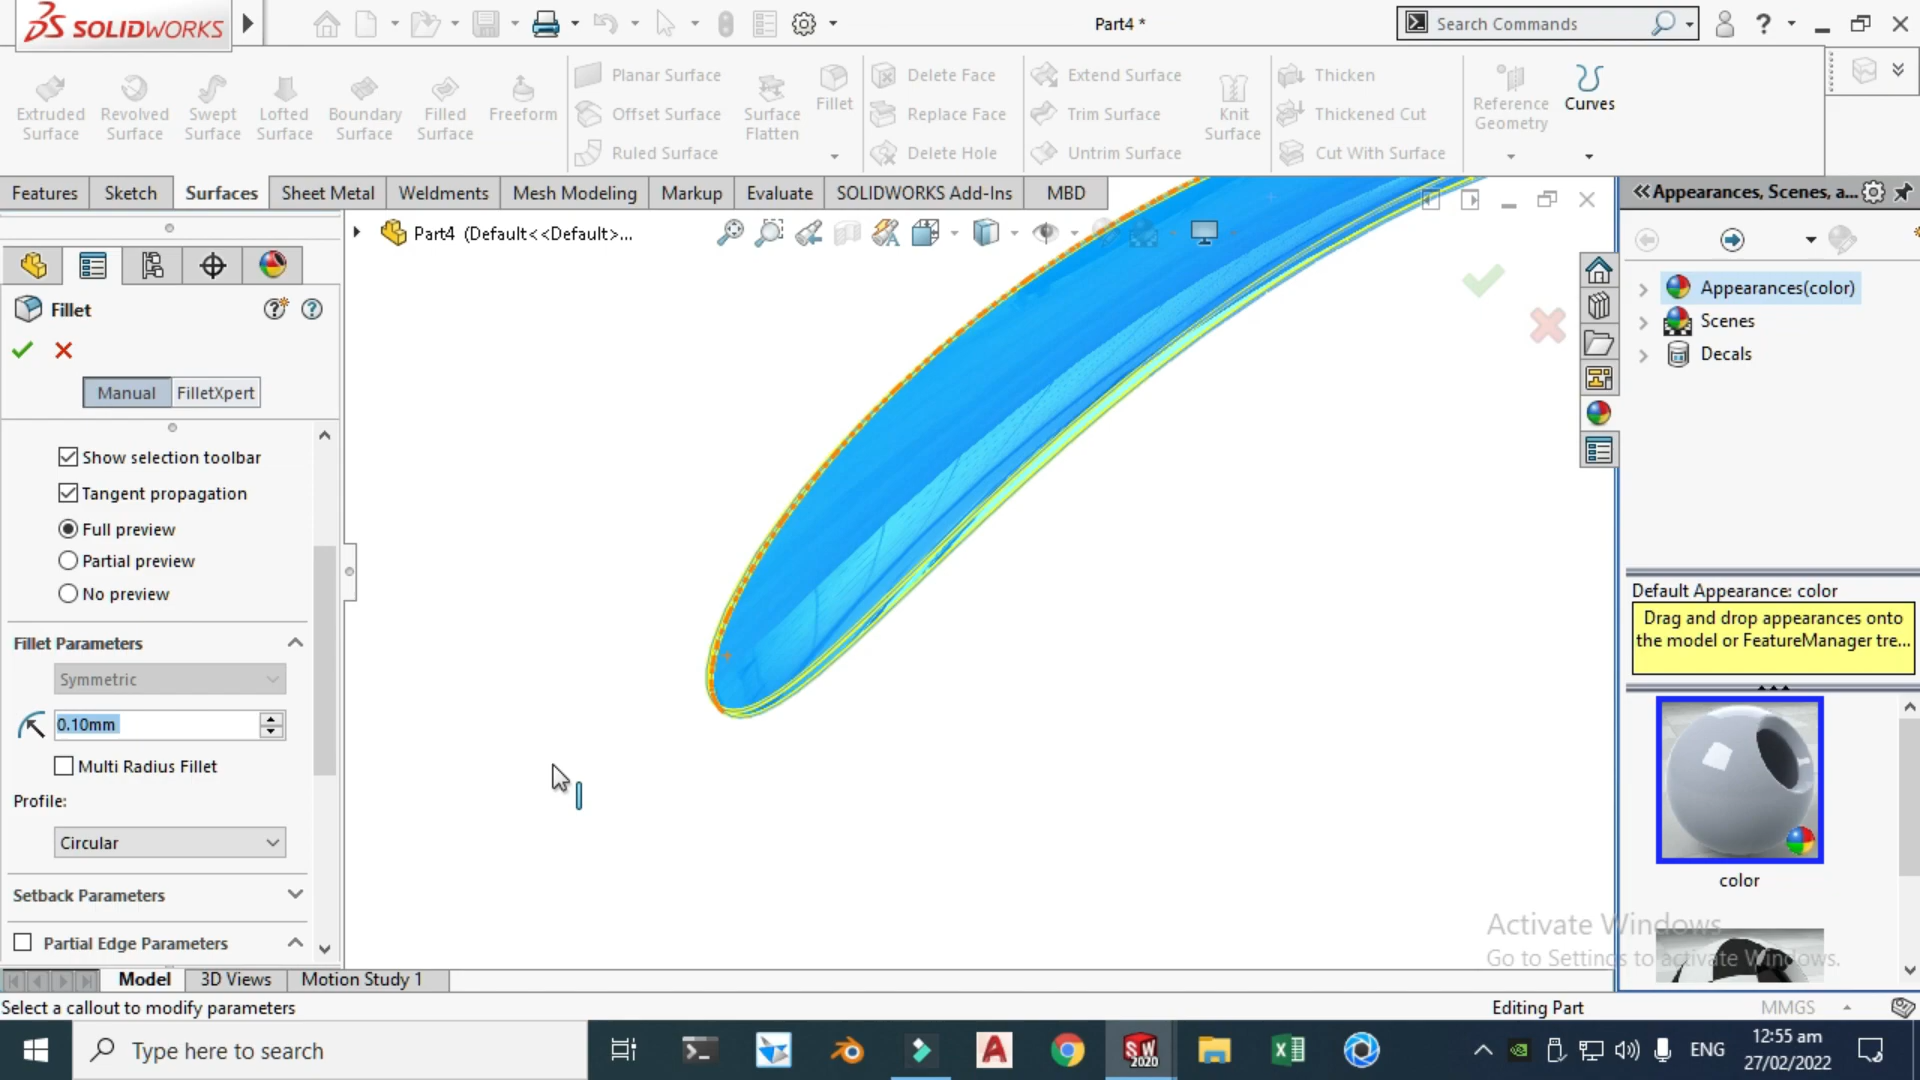 SOLIDWORKS
Part4 *
Search Commands
Extruded Surface
Revolved Surface
Swept Surface
Lofted Surface
Boundary Surface
Filled Surface
Freeform
Planar Surface
Offset Surface
Ruled Surface
Surface Flatten
Fillet
Delete Face
Replace Face
Delete Hole
Extend Surface
Trim Surface
Untrim Surface
Knit Surface
Thicken
Thickened Cut
Cut With Surface
Reference Geometry
Curves
Features
Sketch
Surfaces
Sheet Metal
Weldments
Mesh Modeling
Markup
Evaluate
SOLIDWORKS Add-Ins
MBD
Part4 (Default<<Default>...
Fillet
Manual
FilletXpert
Show selection toolbar
Tangent propagation
Full preview
Partial preview
No preview
Fillet Parameters
Symmetric
0.10mm
Multi Radius Fillet
Profile:
Circular
Setback Parameters
Partial Edge Parameters
Appearances, Scenes, a...
Appearances(color)
Scenes
Decals
Default Appearance: color
Drag and drop appearances onto
the model or FeatureManager tre...
color
Activate Windows
Go to Settings to activate Windows.
Model
3D Views
Motion Study 1
Select a callout to modify parameters
Editing Part
MMGS
Type here to search
SW
2020
ENG
12:55 am
27/02/2022